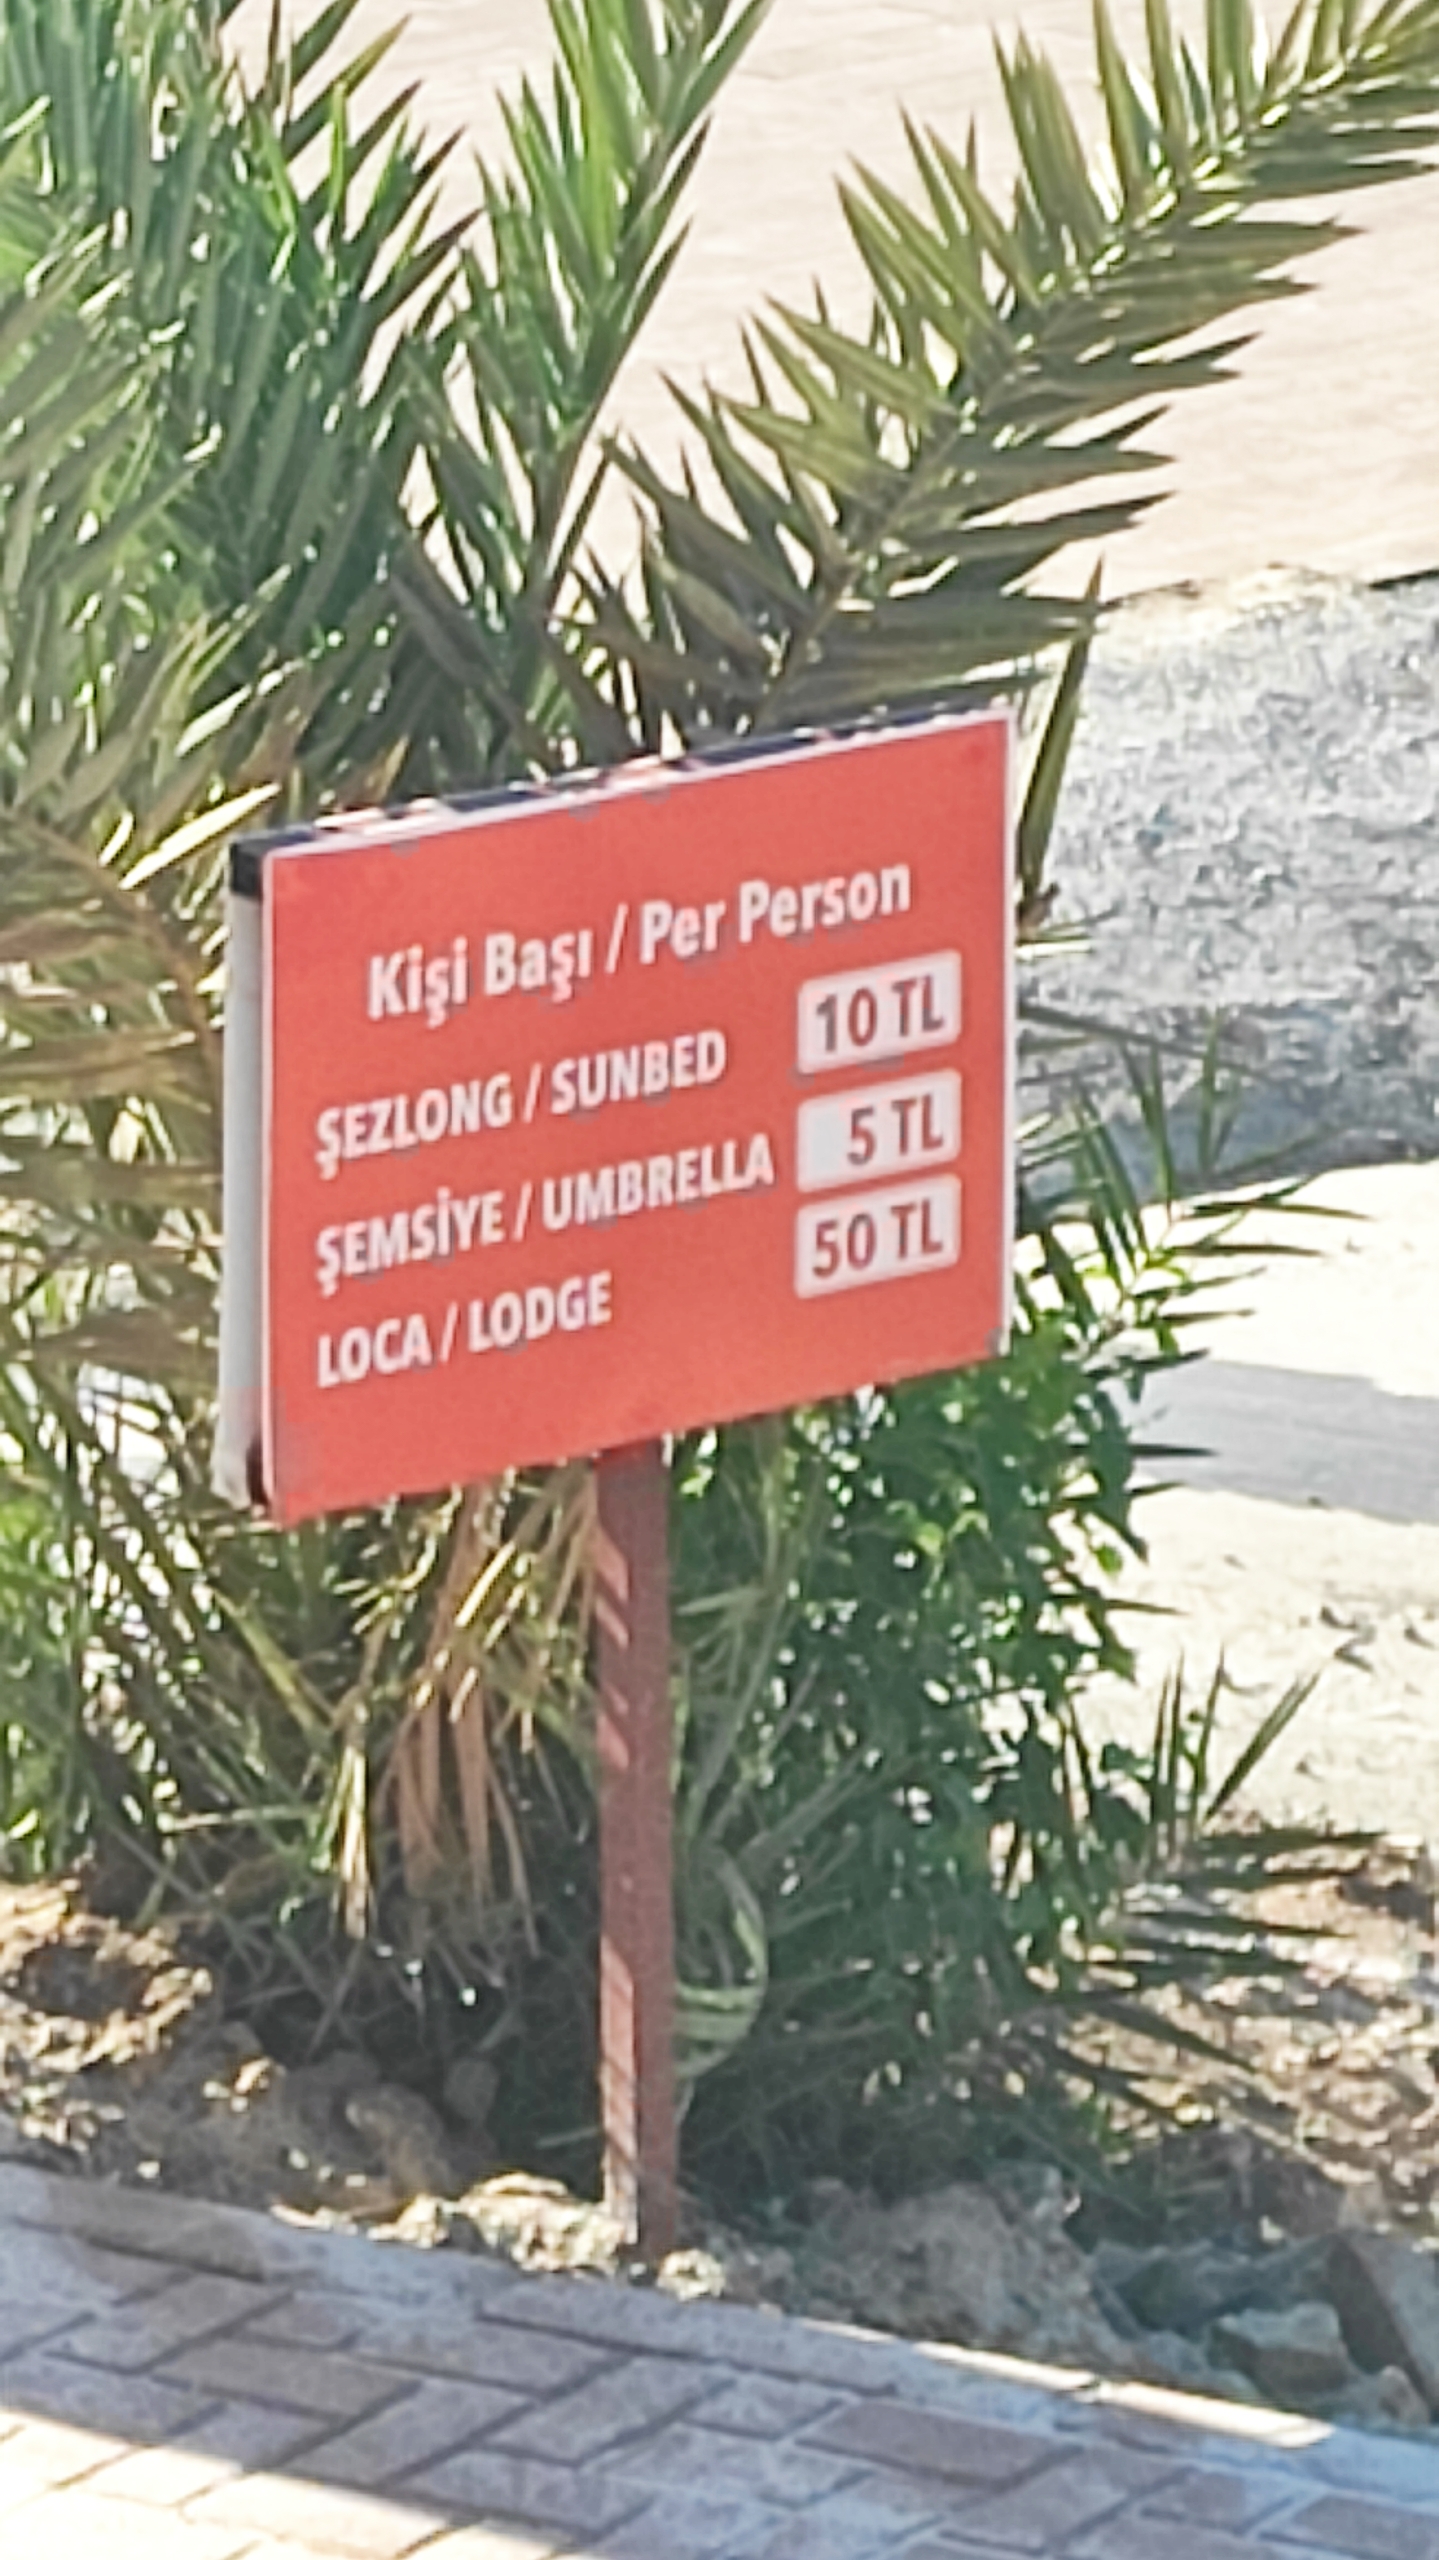 Kişi Başı / Per Person
ŞEZLONG / SUNBED 10 TL
ŞEMSİYE / UMBRELLA 5 TL
LOCA / LODGE 50 TL